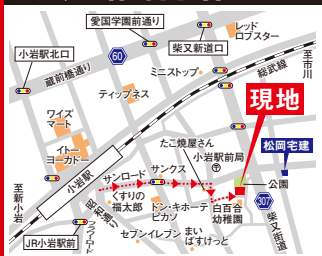 愛国学園前通り
レッド
ロブスター
小岩駅北口
60
柴又新道口
至市川
蔵前橋通り
ミニストップ
総武線
ティップネス
ワイズ
マート
現地
たこ焼屋さん
松岡宅建
イトー
ヨーカドー
小岩駅前局
小岩駅
サンロード
サンクス
公園
至新小岩
昭和通り
くすりの
福太郎
ドン・キホーテ
ピカソ
白百合
幼稚園
307
柴又街道
フラワーロード
セブンイレブン
まい
ばすけっと
JR小岩駅前